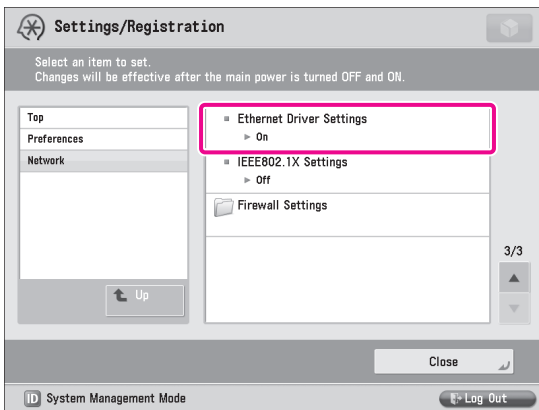 Settings/Registration
Select an item to set.
Changes will be effective after the main power is turned OFF and ON.
Top
Preferences
Network
Up
Ethernet Driver Settings
► On
IEEE802.1X Settings
► Off
Firewall Settings
3/3
Close
ID System Management Mode
Log Out